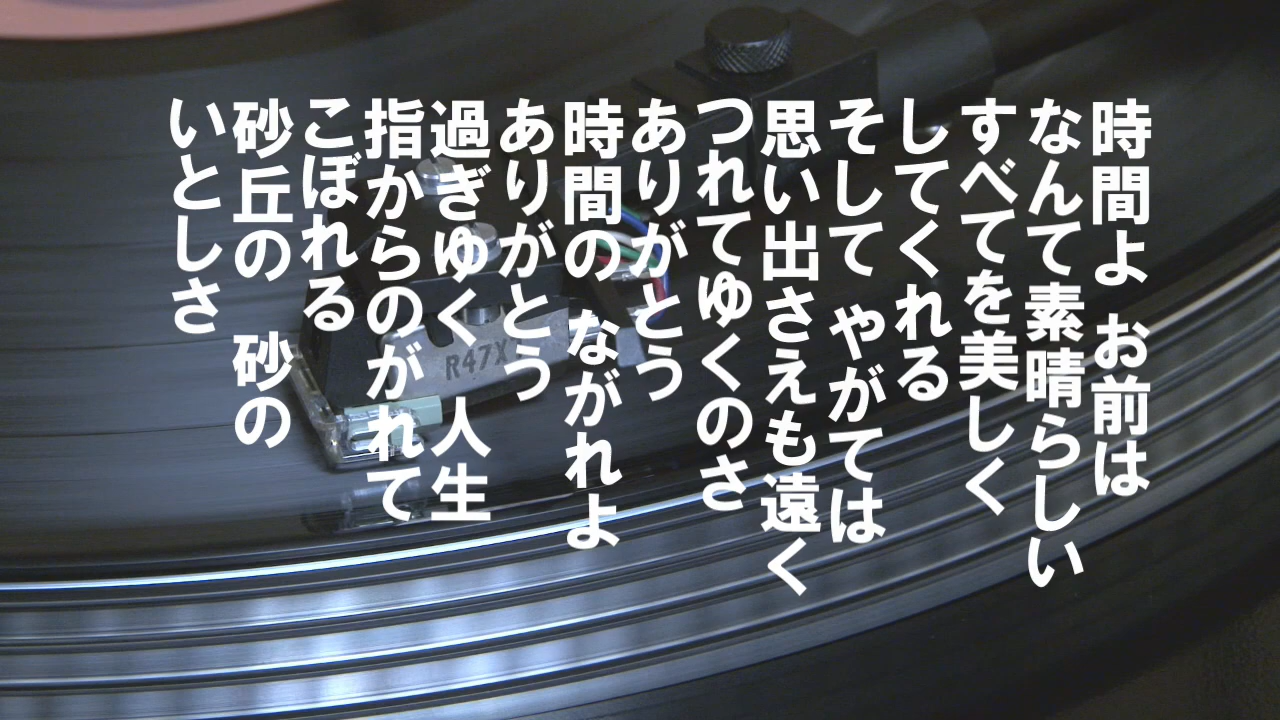 時間よ お前は
なんて素晴らしい
すべてを美しく
してくれる
そして やがては
思い出さえも遠く
つれてゆくのさ
ありがとう
時間の ながれよ
ありがとう
過ぎゆく 人生
指からのがれて
こぼれる
砂丘の 砂の
いとしさ
R47X